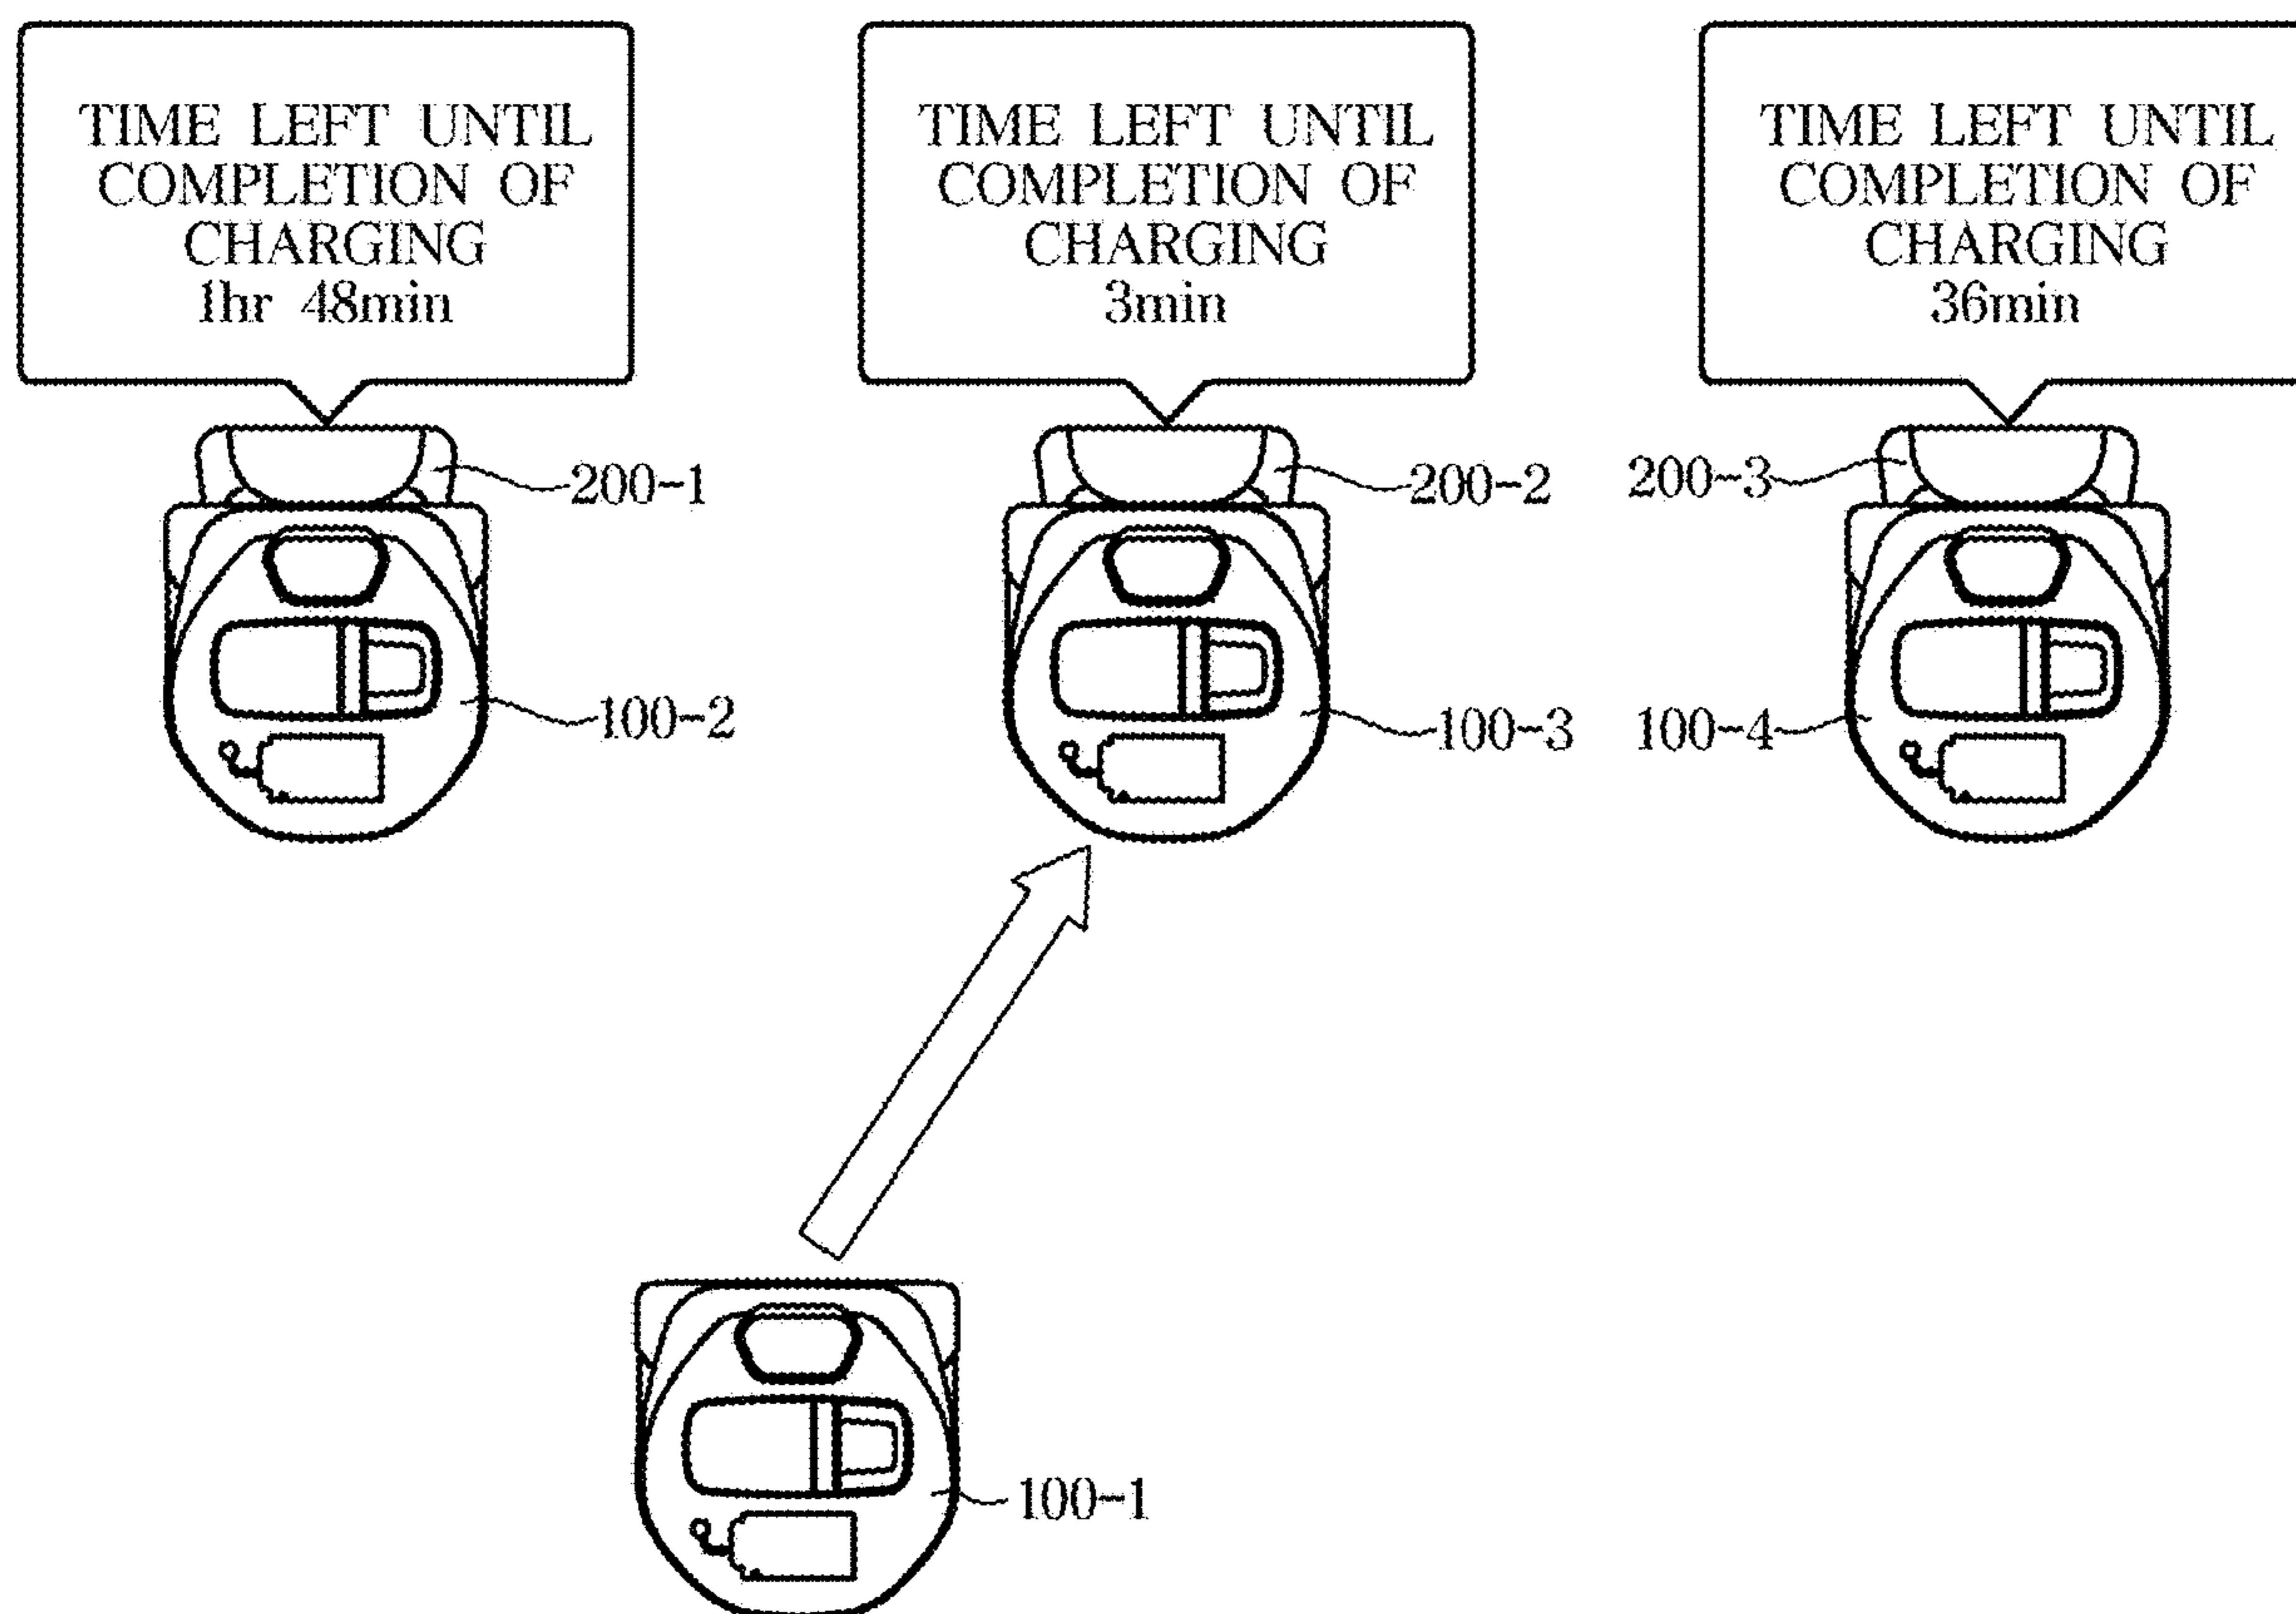 TIME LEFT UNTIL
COMPLETION OF
CHARGING
1hr 48min
TIME LEFT UNTIL
COMPLETION OF
CHARGING
3min
TIME LEFT UNTIL
COMPLETION OF
CHARGING
36min
200-1
200-2
200-3
100-2
100-3
100-4
100-1